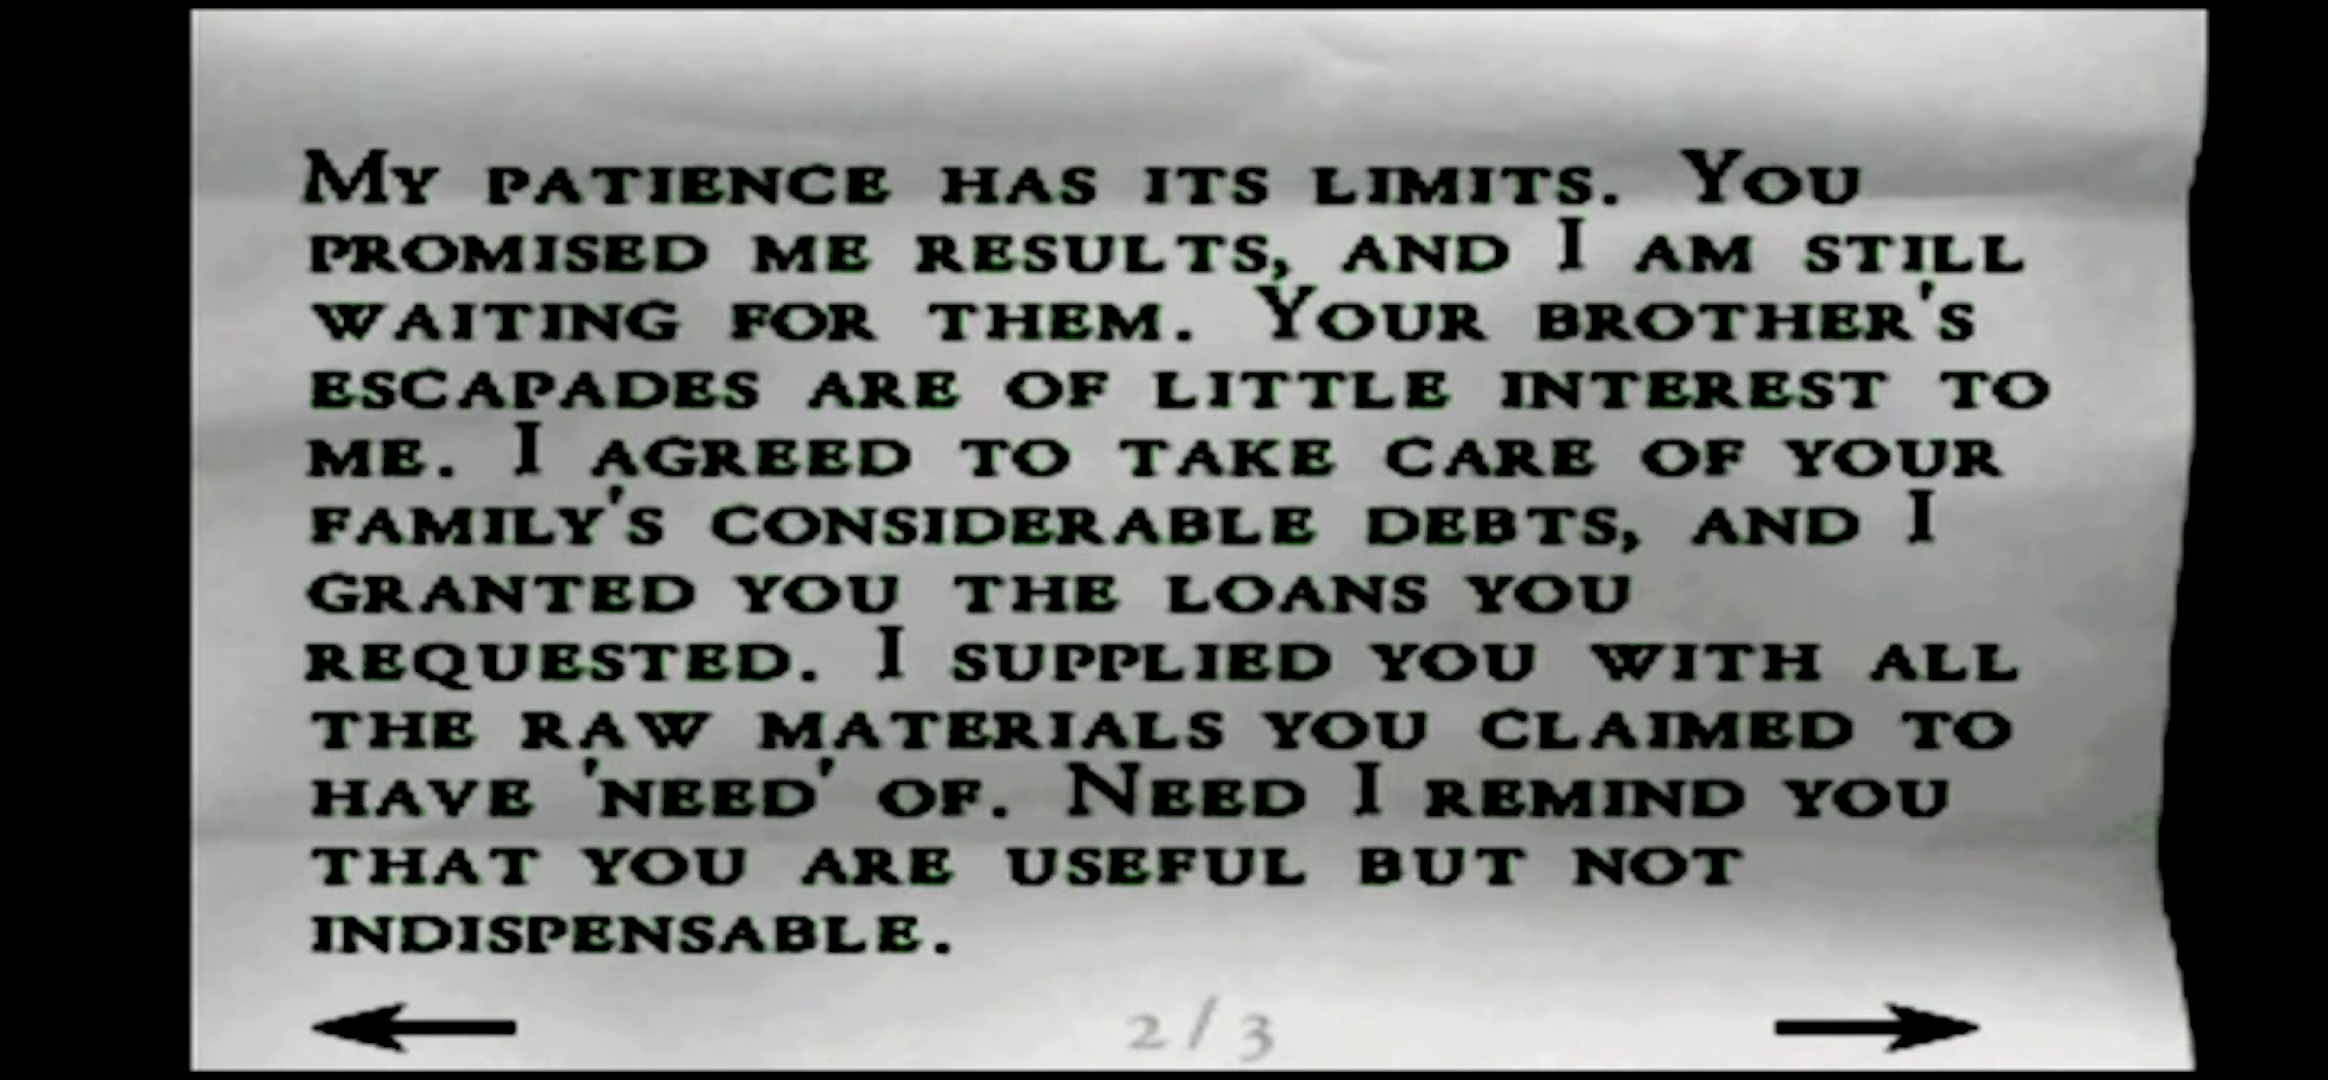 My patience has its limits. You
promised me results, and I am still
waiting for them. Your brother's
escapades are of little interest to
me. I agreed to take care of your
family's considerable debts, and I
granted you the loans you
requested. I supplied you with all
the raw materials you claimed to
have 'need' of. Need I remind you
that you are useful but not
indispensable.
2/3